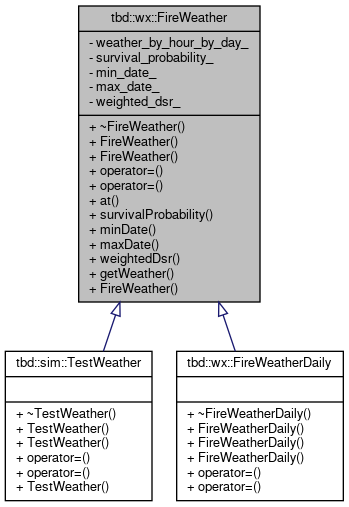 tbd::wx::FireWeather
- weather_by_hour_by_day_
- survival_probability_
- min_date_
- max_date_
- weighted_dsr_
+ ~FireWeather()
+ FireWeather()
+ FireWeather()
+ operator=()
+ operator=()
+ at()
+ survivalProbability()
+ minDate()
+ maxDate()
+ weightedDsr()
+ getWeather()
+ FireWeather()
tbd::sim::TestWeather
+ ~TestWeather()
+ TestWeather()
+ TestWeather()
+ operator=()
+ operator=()
+ TestWeather()
tbd::wx::FireWeatherDaily
+ ~FireWeatherDaily()
+ FireWeatherDaily()
+ FireWeatherDaily()
+ FireWeatherDaily()
+ operator=()
+ operator=()